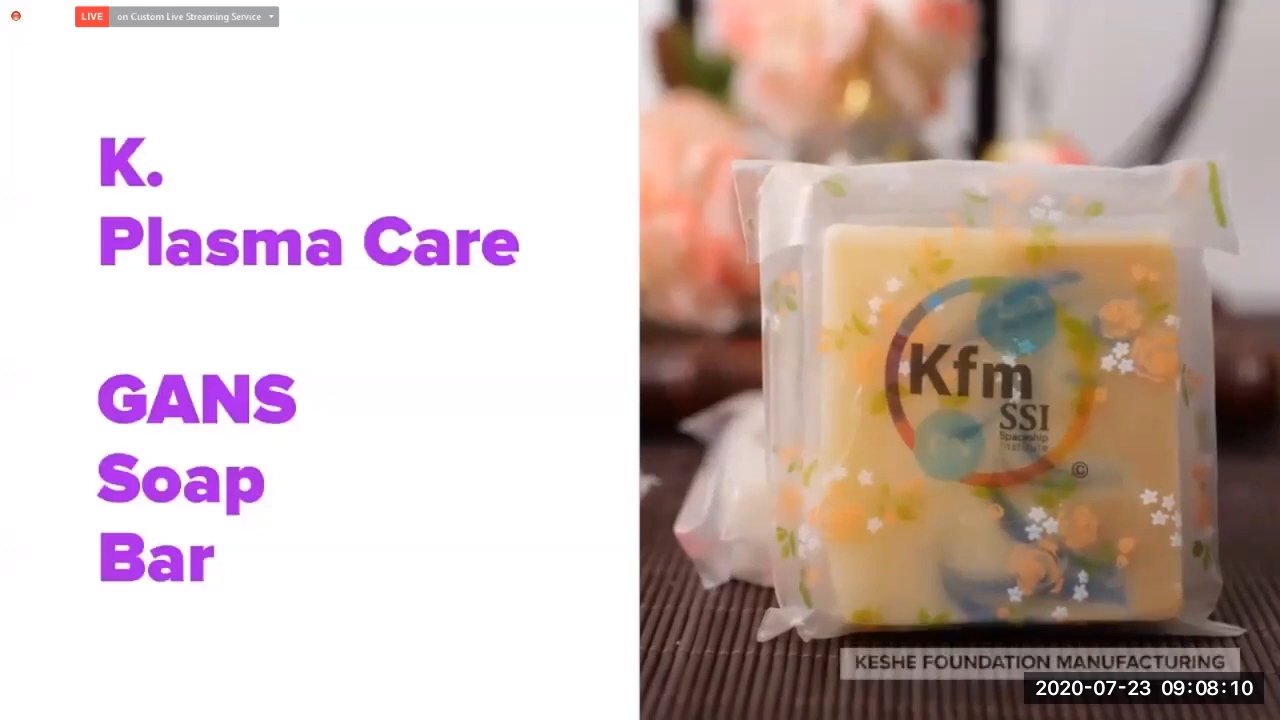 LIVE on Custom Live Streaming Service
K.
Plasma Care
GANS
Soap
Bar
Kfm
SSI
Spaceship
Institute
©
KESHE FOUNDATION MANUFACTURING
2020-07-23 09:08:10